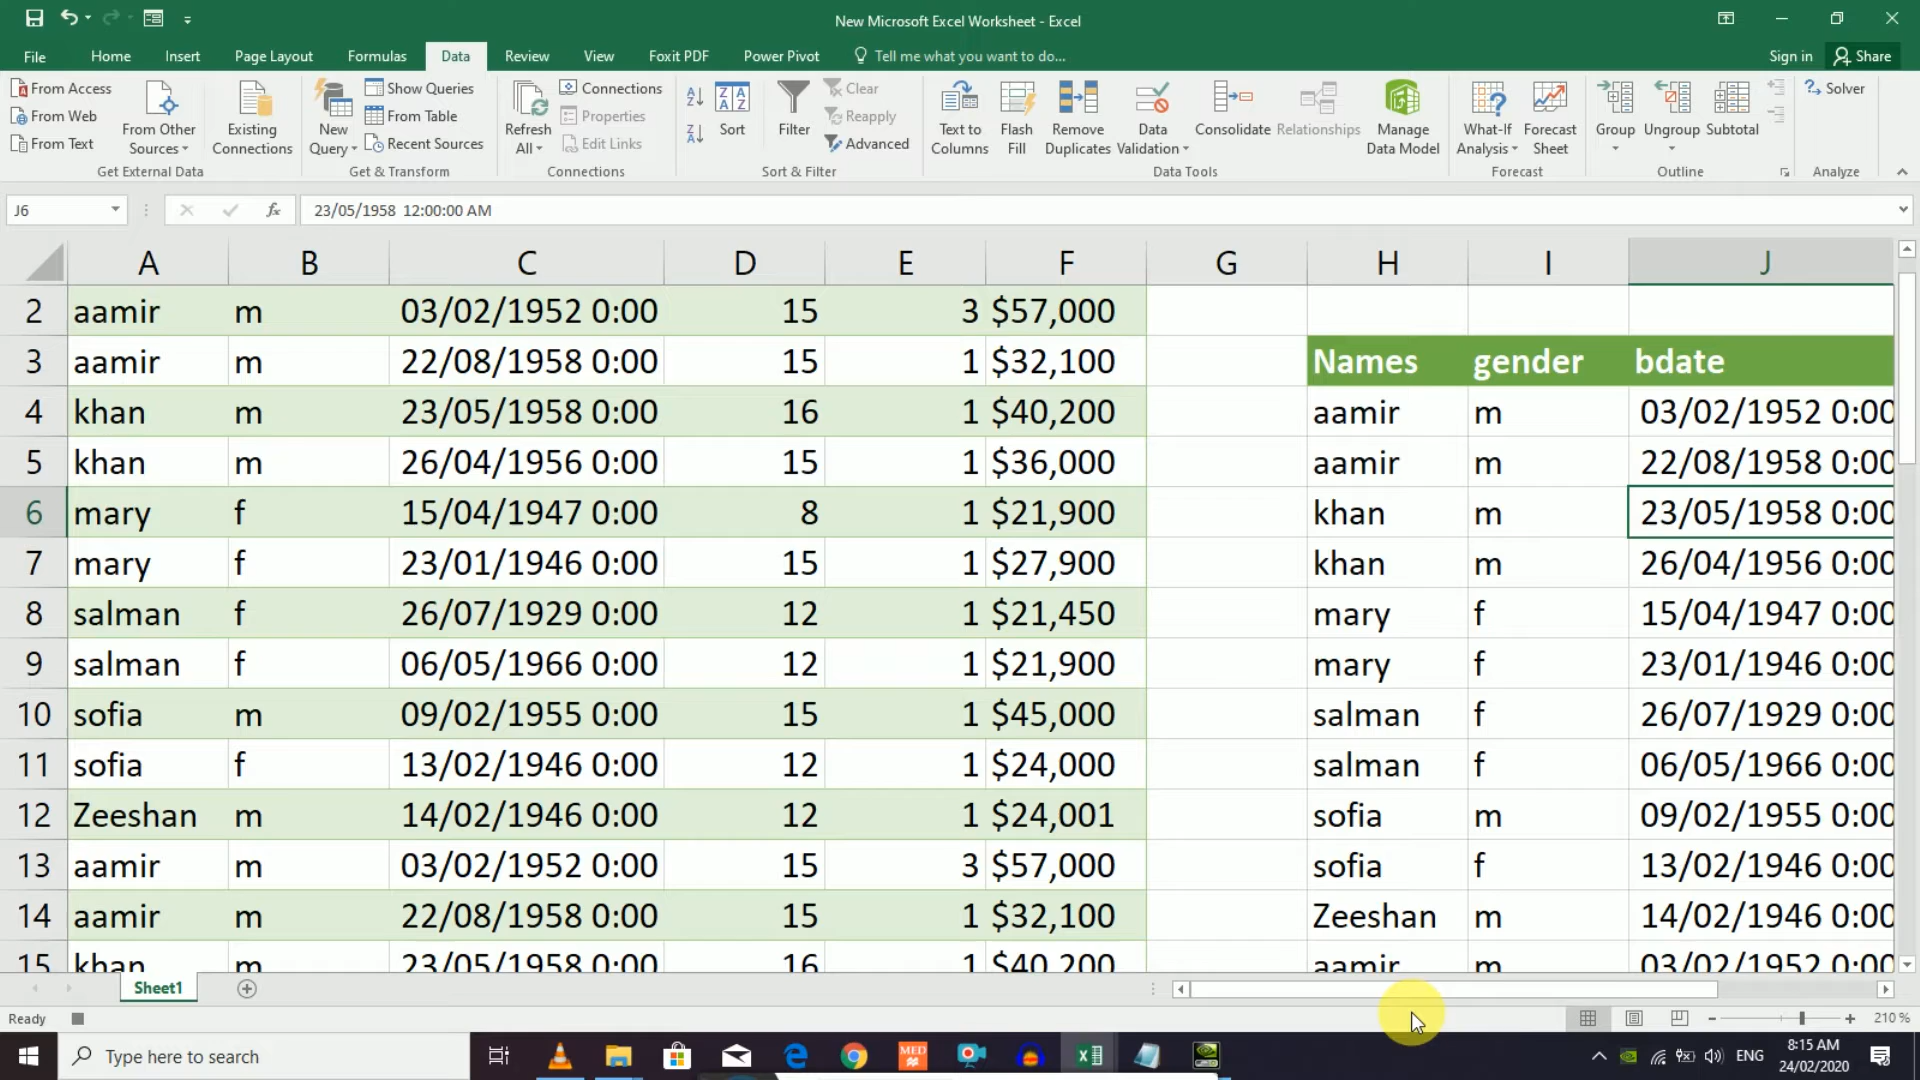 New Microsoft Excel Worksheet - Excel
File Home Insert Page Layout Formulas Data Review View Foxit PDF Power Pivot Tell me what you want to do... Sign in Share
From Access
From Web
From Text
From Other Sources
Existing Connections
Get External Data
New Query
Show Queries
From Table
Recent Sources
Get & Transform
Refresh All
Connections
Properties
Edit Links
Connections
Sort
Filter
Clear
Reapply
Advanced
Sort & Filter
Text to Columns
Flash Fill
Remove Duplicates
Data Validation
Consolidate
Relationships
Manage Data Model
Data Tools
What-If Analysis
Forecast Sheet
Forecast
Group
Ungroup
Subtotal
Outline
Solver
Analyze
J6 fx 23/05/1958 12:00:00 AM
A B C D E F G H I J
2 aamir m 03/02/1952 0:00 15 3 $57,000
3 aamir m 22/08/1958 0:00 15 1 $32,100 Names gender bdate
4 khan m 23/05/1958 0:00 16 1 $40,200 aamir m 03/02/1952 0:00
5 khan m 26/04/1956 0:00 15 1 $36,000 aamir m 22/08/1958 0:00
6 mary f 15/04/1947 0:00 8 1 $21,900 khan m 23/05/1958 0:00
7 mary f 23/01/1946 0:00 15 1 $27,900 khan m 26/04/1956 0:00
8 salman f 26/07/1929 0:00 12 1 $21,450 mary f 15/04/1947 0:00
9 salman f 06/05/1966 0:00 12 1 $21,900 mary f 23/01/1946 0:00
10 sofia m 09/02/1955 0:00 15 1 $45,000 salman f 26/07/1929 0:00
11 sofia f 13/02/1946 0:00 12 1 $24,000 salman f 06/05/1966 0:00
12 Zeeshan m 14/02/1946 0:00 12 1 $24,001 sofia m 09/02/1955 0:00
13 aamir m 03/02/1952 0:00 15 3 $57,000 sofia f 13/02/1946 0:00
14 aamir m 22/08/1958 0:00 15 1 $32,100 Zeeshan m 14/02/1946 0:00
15 khan m 23/05/1958 0:00 16 1 $40,200 aamir m 03/02/1952 0:00
Sheet1
Ready 210 %
Type here to search
MED
ENG
8:15 AM
24/02/2020